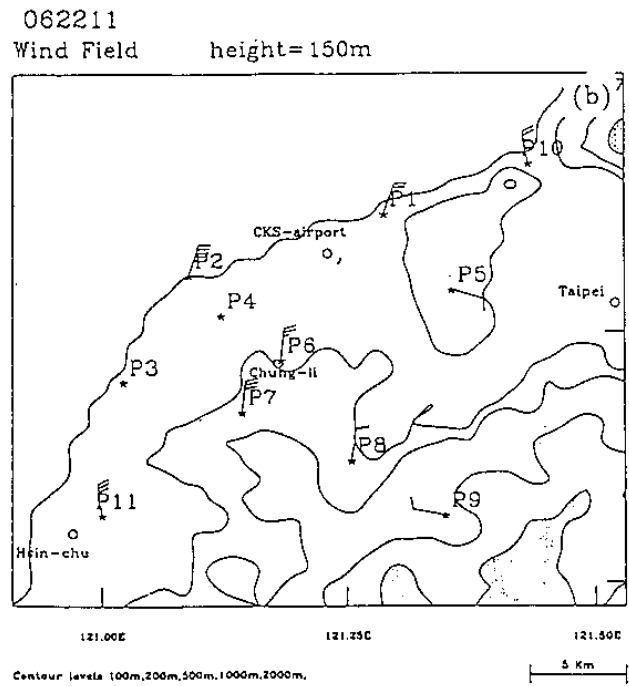 062211
Wind Field height=150m
(b)
P10
P1
CKS-airport
P2
P5
Taipei
P4
P6
P3
Chung-li
P7
P8
P9
P11
Hsin-chu
121.00E 121.25E 121.50E
Contour levels 100m,200m,500m,1000m,2000m,
5 Km